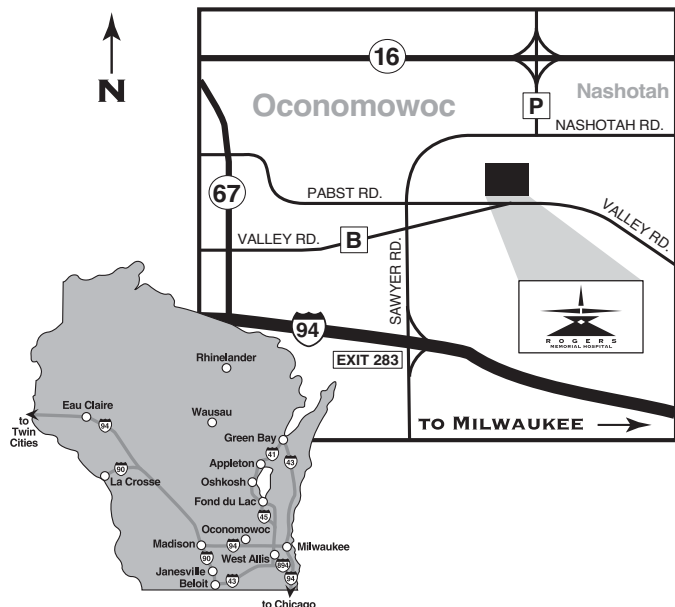 N
16
Oconomowoc
Nashotah
P
NASHOTAH RD.
67
PABST RD.
VALLEY RD.
VALLEY RD.
B
SAWYER RD.
94
ROGERS
MEMORIAL HOSPITAL
EXIT 283
TO MILWAUKEE
Rhinelander
to
Twin
Cities
Eau Claire
94
Wausau
Green Bay
41
43
Appleton
90
La Crosse
Oshkosh
Fond du Lac
45
Oconomowoc
Madison
94
Milwaukee
90
West Allis
894
Janesville
43
94
Beloit
to Chicago